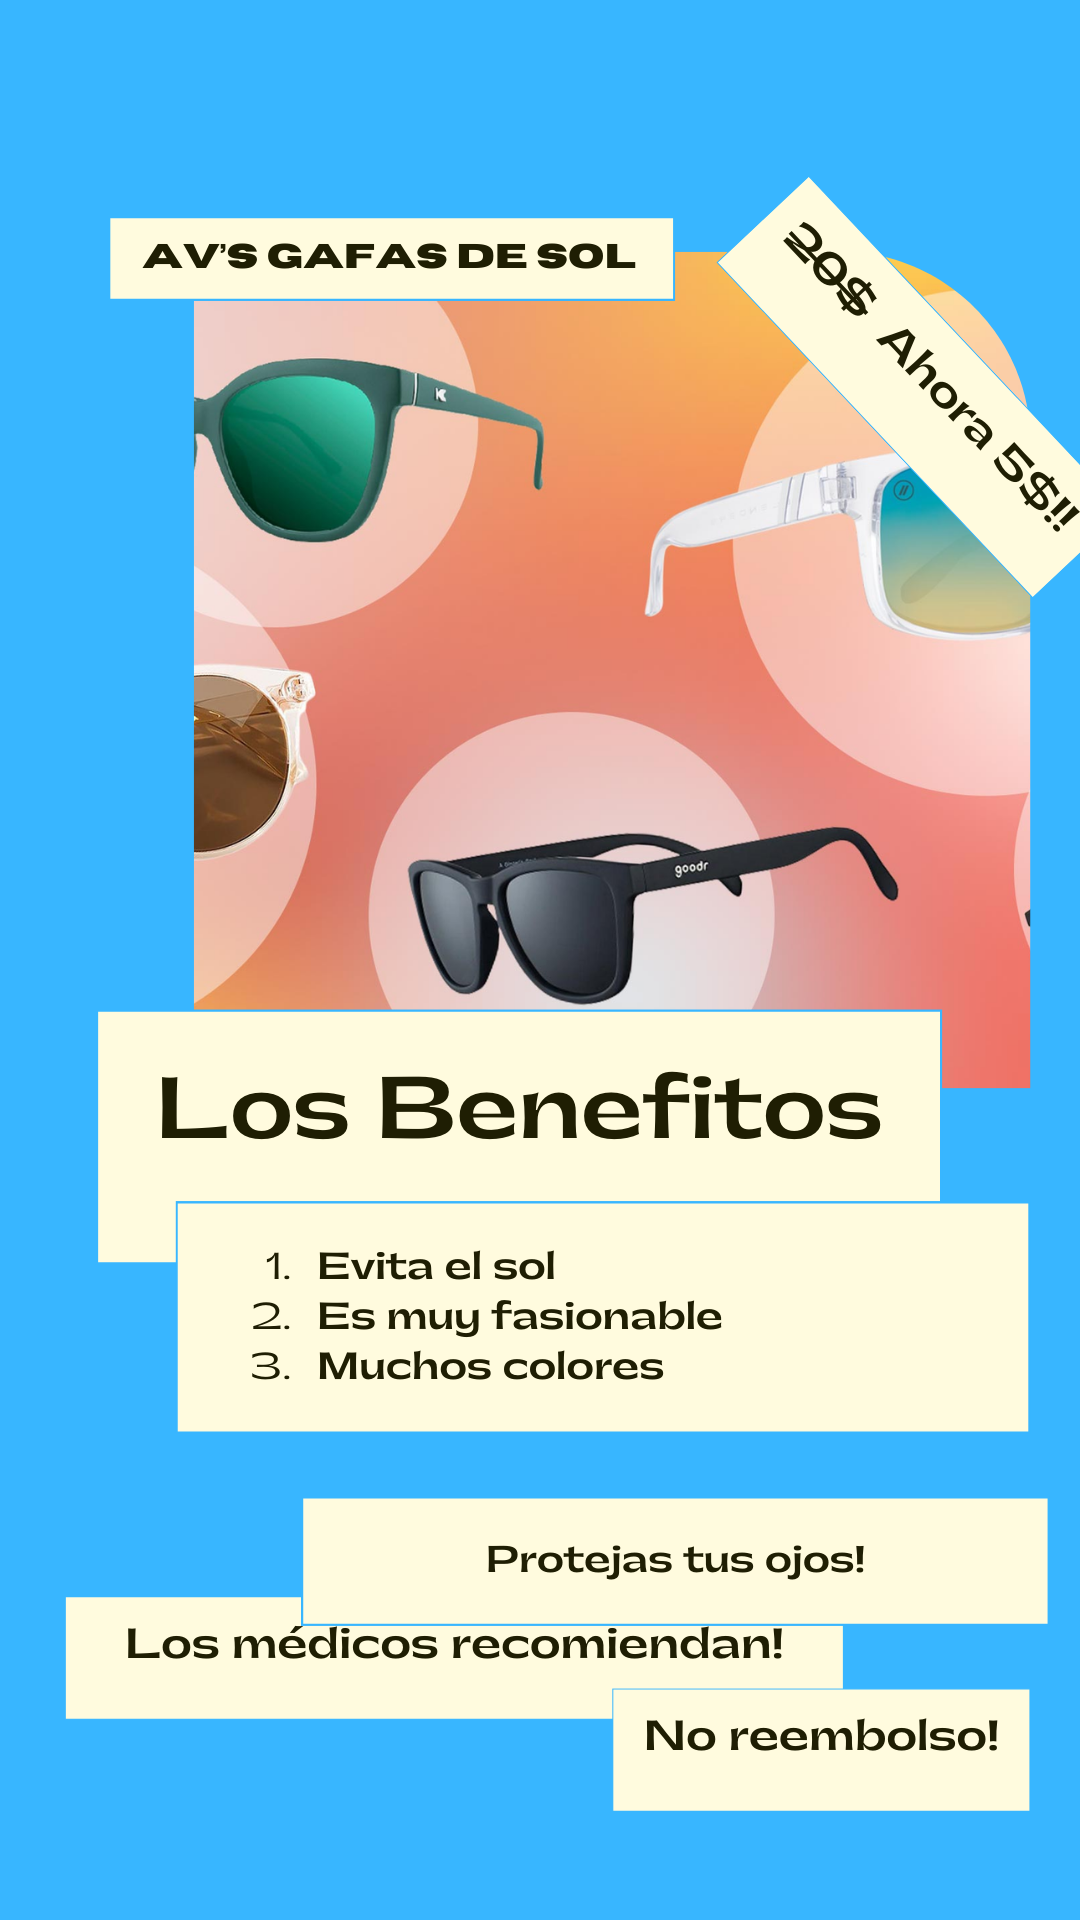 AV'S GAFAS DE SOL
20$ Ahora 5$!!
goodr
Los Benefitos
1. Evita el sol
2. Es muy fasionable
3. Muchos colores
Protejas tus ojos!
Los médicos recomiendan!
No reembolso!